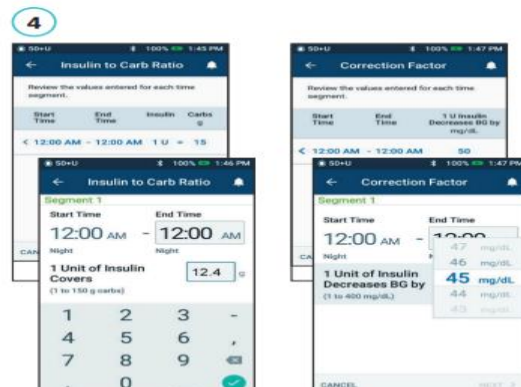 4
50+U 100% 1:45 PM
← Insulin to Carb Ratio
Review the values entered for each time
segment.
Start Time End Time Insulin Carbs g
< 12:00 AM - 12:00 AM 1 U = 15
50+U 100% 1:46 PM
← Insulin to Carb Ratio
Segment 1
Start Time End Time
12:00 AM - 12:00 AM
Night Night
1 Unit of Insulin
Covers
12.4 g
(1 to 150 g carbs)
1 2 3 -
4 5 6 ,
7 8 9
. 0
50+U 100% 1:47 PM
← Correction Factor
Review the values entered for each time
segment.
Start Time End Time 1 U Insulin Decreases BG by mg/dL
< 12:00 AM - 12:00 AM 50
50+U 100% 1:47 PM
← Correction Factor
Segment 1
Start Time End Time
12:00 AM - 12:00
47 mg/dL
46 mg/dL
45 mg/dL
44 mg/dL
43 mg/dL
1 Unit of Insulin
Decreases BG by
(1 to 400 mg/dL)
CANCEL NEXT >